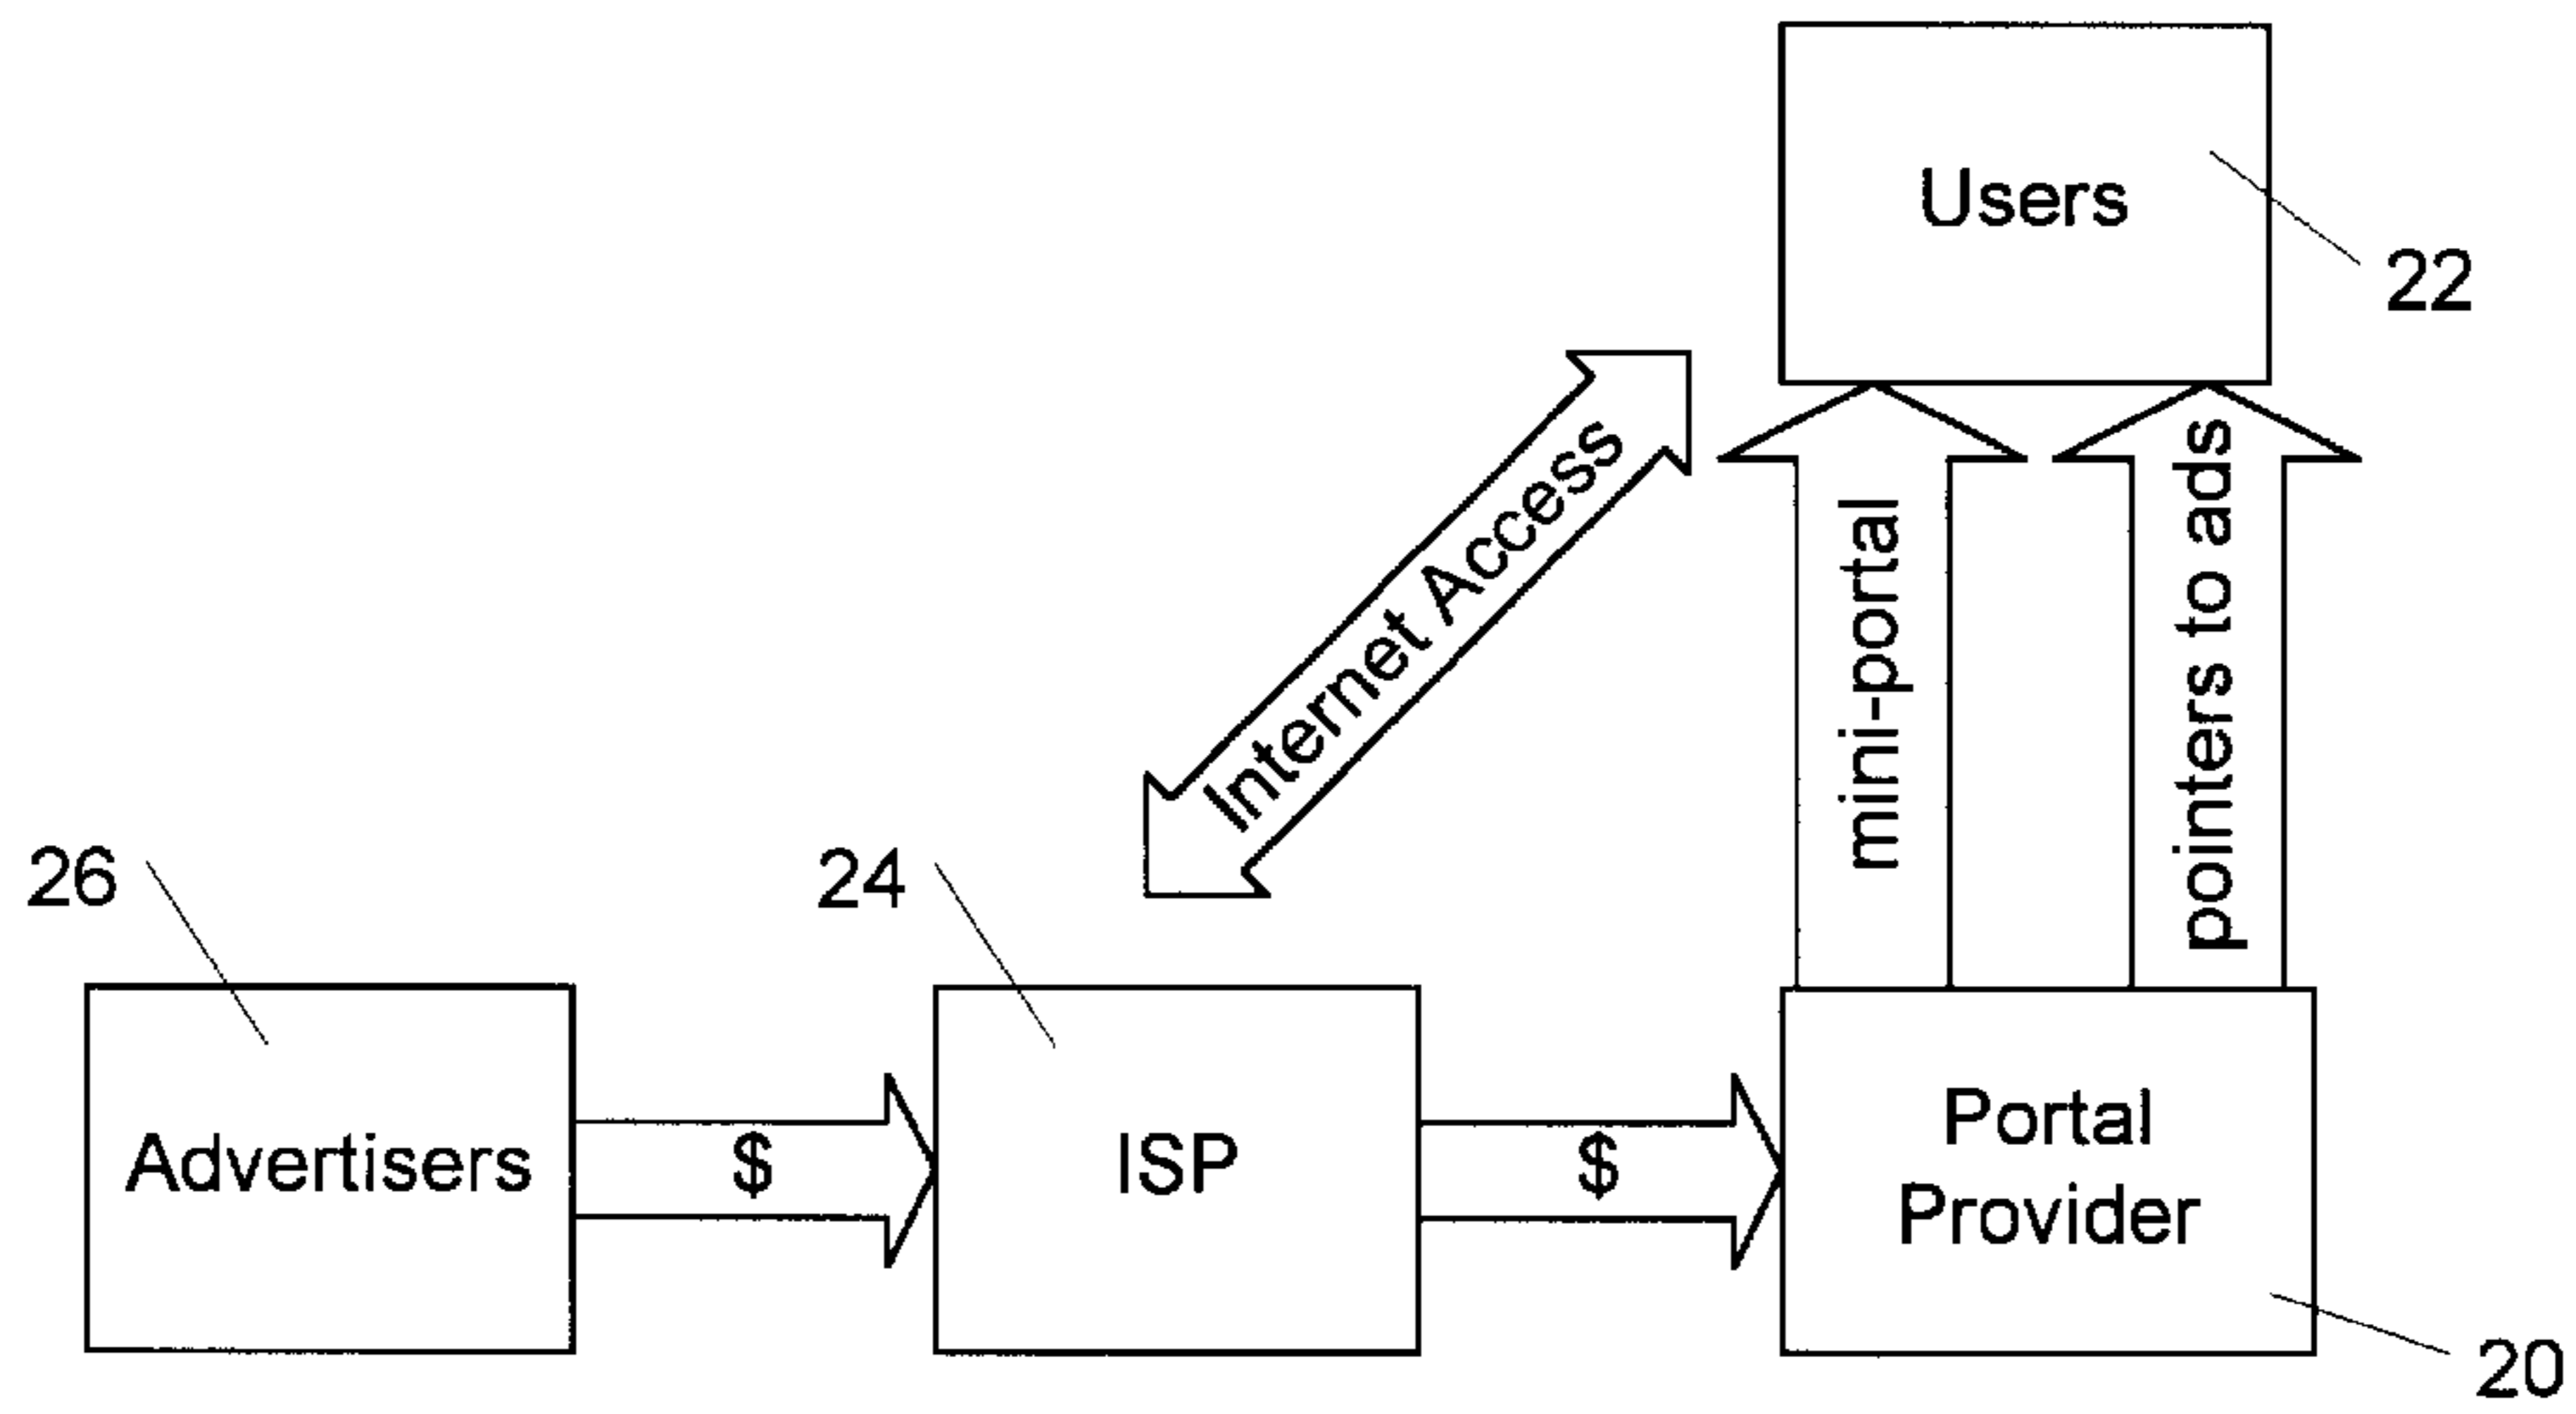 Users
22
Internet Access
mini-portal
pointers to ads
26
24
Advertisers
$
ISP
$
Portal
Provider
20